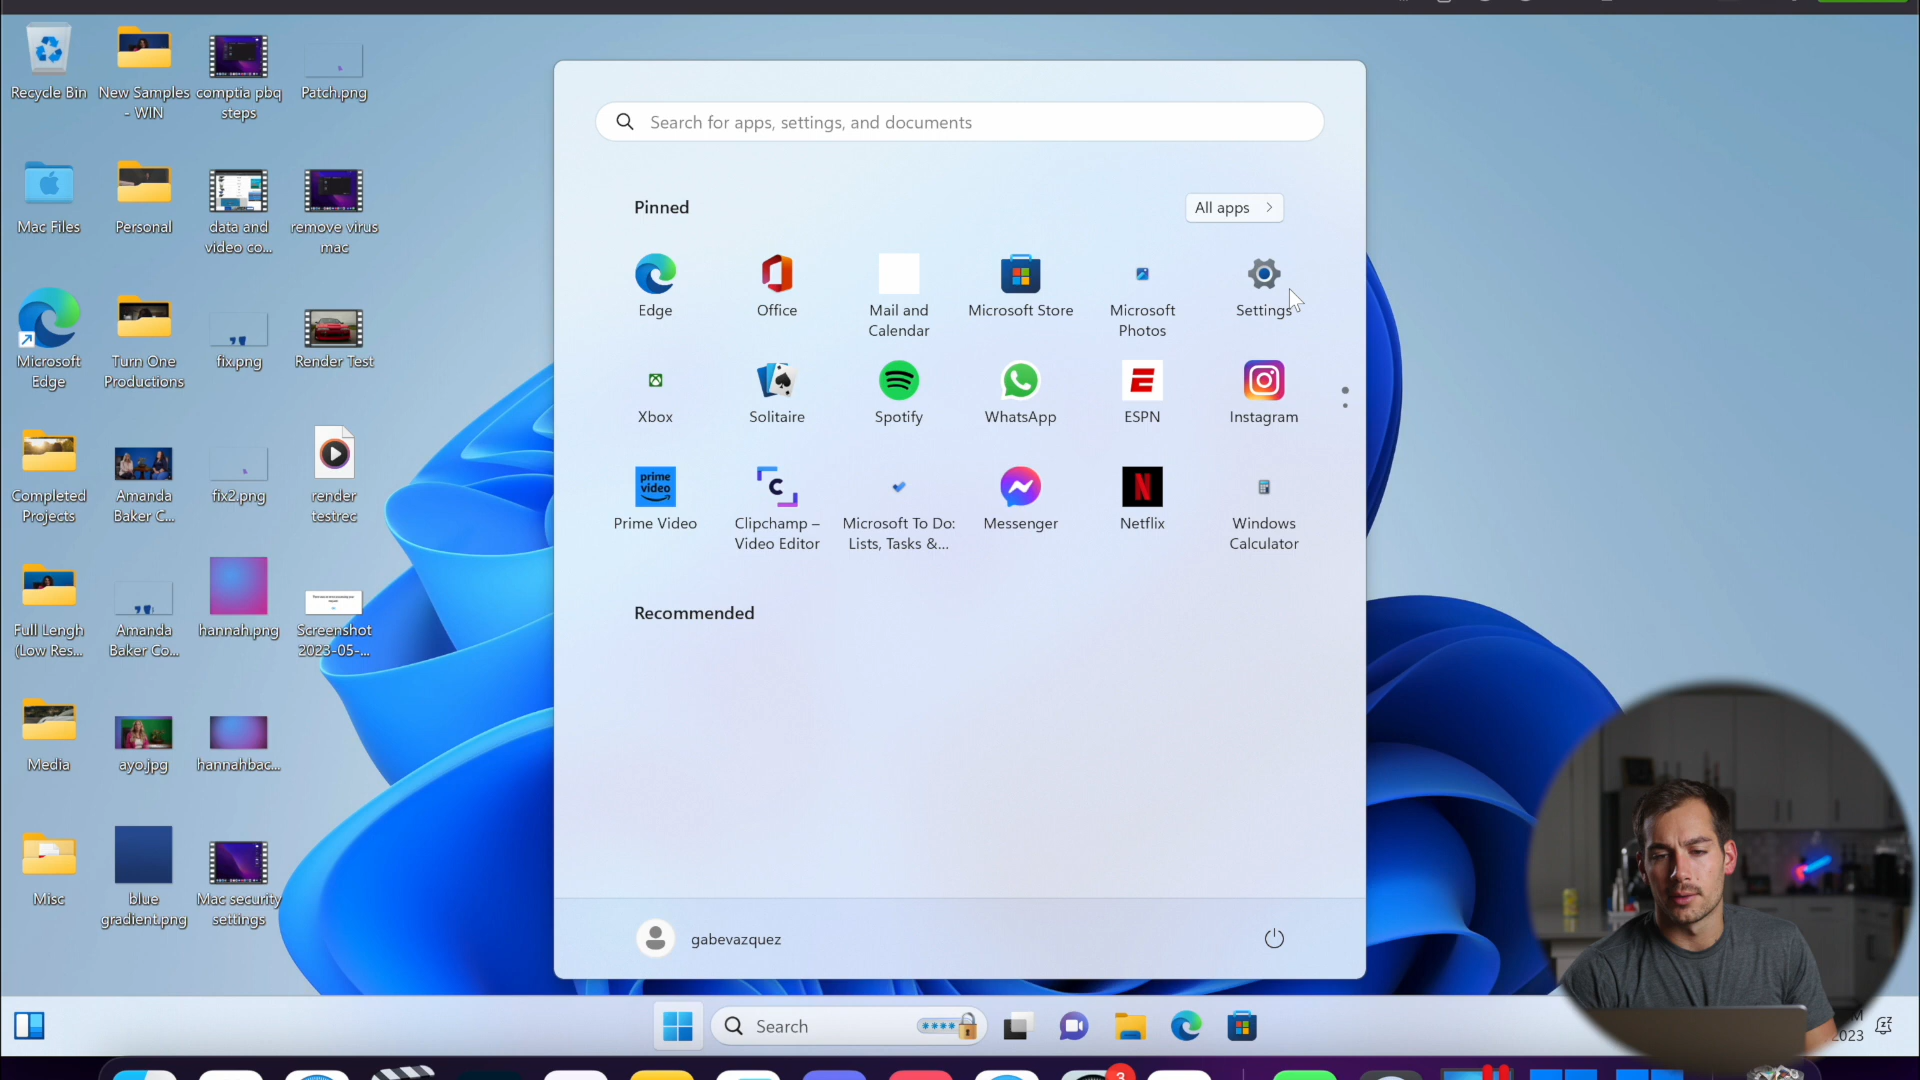 Recycle Bin
New Samples
- WIN
comptia pbq
steps
Patch.png
Mac Files
Personal
data and
video co...
remove virus
mac
Microsoft
Edge
Turn One
Productions
fix.png
Render Test
Completed
Projects
Amanda
Baker C...
fix2.png
render
testrec
Full Lengh
(Low Res...
Amanda
Baker Co...
hannah.png
Screenshot
2023-05-...
Media
ayo.jpg
hannahbac...
Misc
blue
gradient.png
Mac security
settings
Search for apps, settings, and documents
Pinned
All apps
Edge
Office
Mail and
Calendar
Microsoft Store
Microsoft
Photos
Settings
Xbox
Solitaire
Spotify
WhatsApp
ESPN
Instagram
prime
video
Prime Video
Clipchamp –
Video Editor
Microsoft To Do:
Lists, Tasks &...
Messenger
Netflix
Windows
Calculator
Recommended
gabevazquez
Search
2023
3